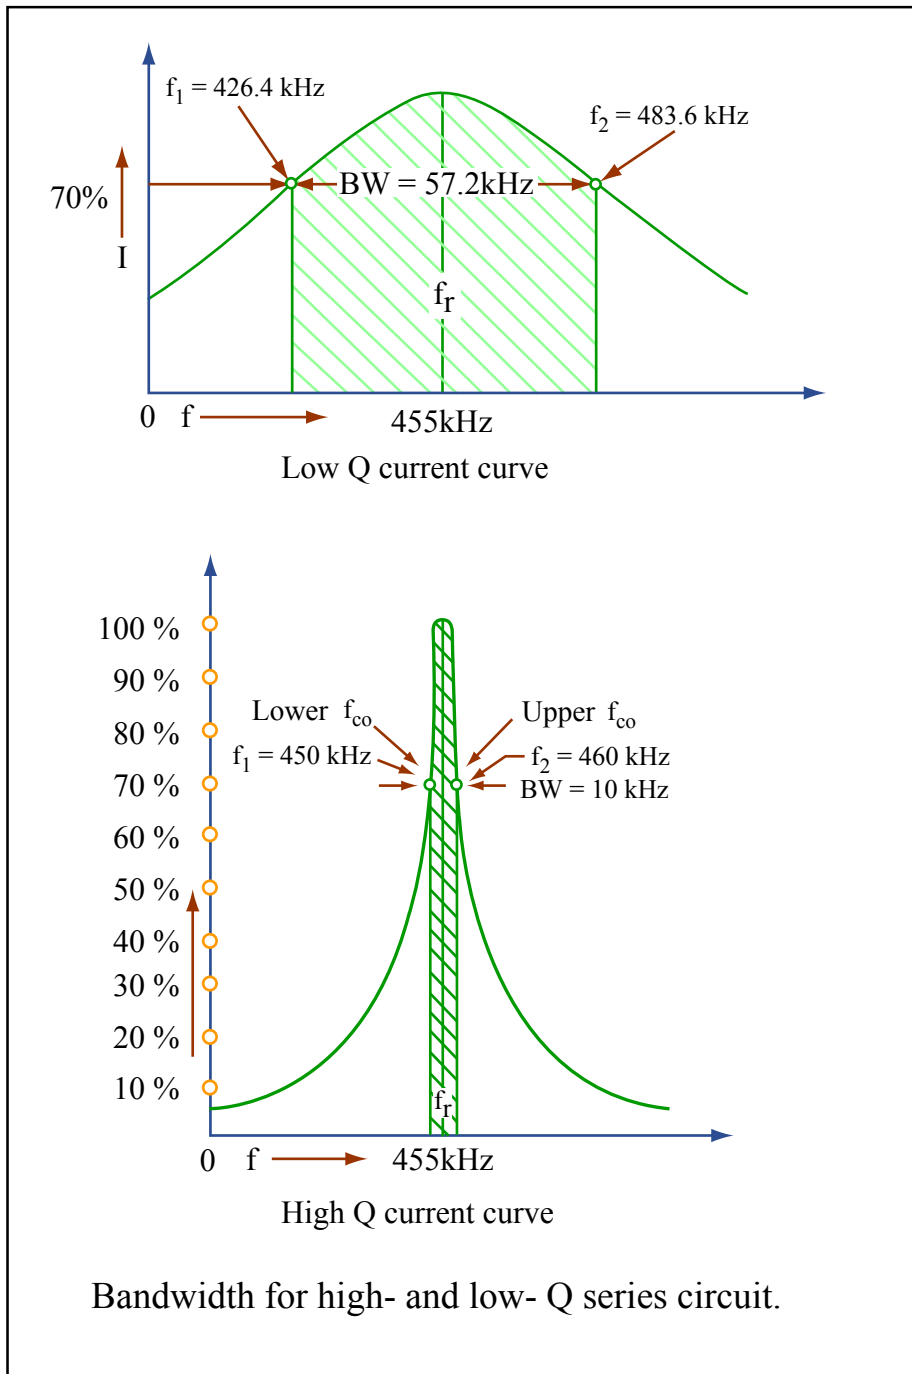 f1 = 426.4 kHz
f2 = 483.6 kHz
70%
BW = 57.2kHz
I
fr
0 f 455kHz
Low Q current curve
100 %
90 %
80 %
70 %
60 %
50 %
40 %
30 %
20 %
10 %
Lower fco
f1 = 450 kHz
Upper fco
f2 = 460 kHz
BW = 10 kHz
fr
0 f 455kHz
High Q current curve
Bandwidth for high- and low- Q series circuit.